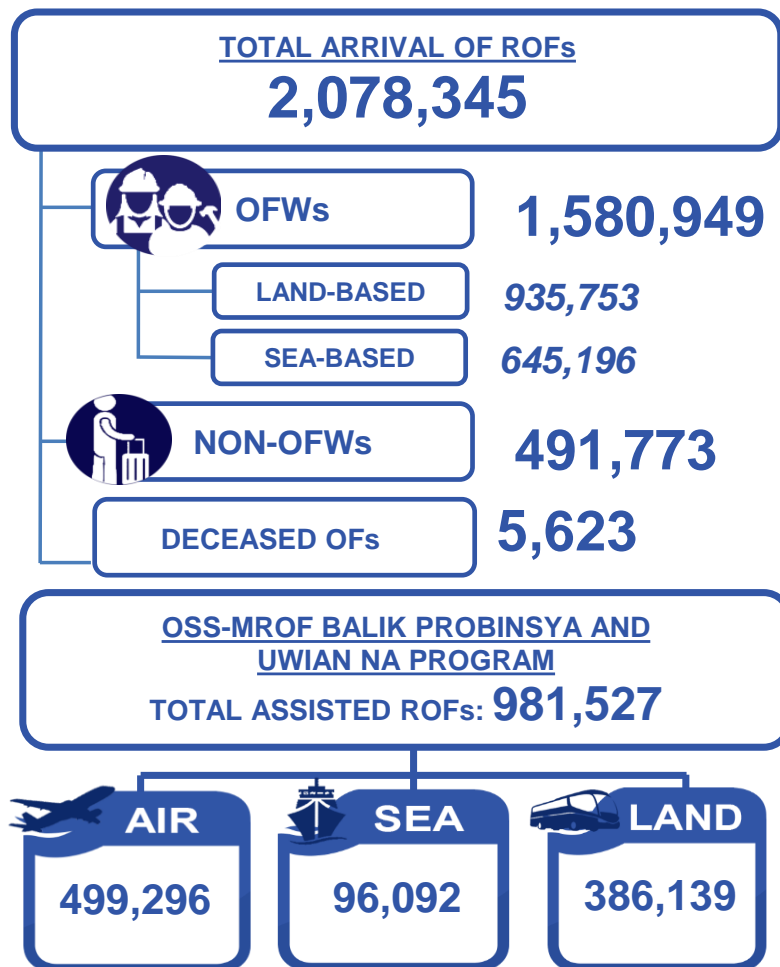 TOTAL ARRIVAL OF ROFs
2,078,345
OFWs 1,580,949
LAND-BASED 935,753
SEA-BASED 645,196
NON-OFWs 491,773
DECEASED OFs 5,623
OSS-MROF BALIK PROBINSYA AND
UWIAN NA PROGRAM
TOTAL ASSISTED ROFs: 981,527
AIR SEA LAND
499,296 96,092 386,139